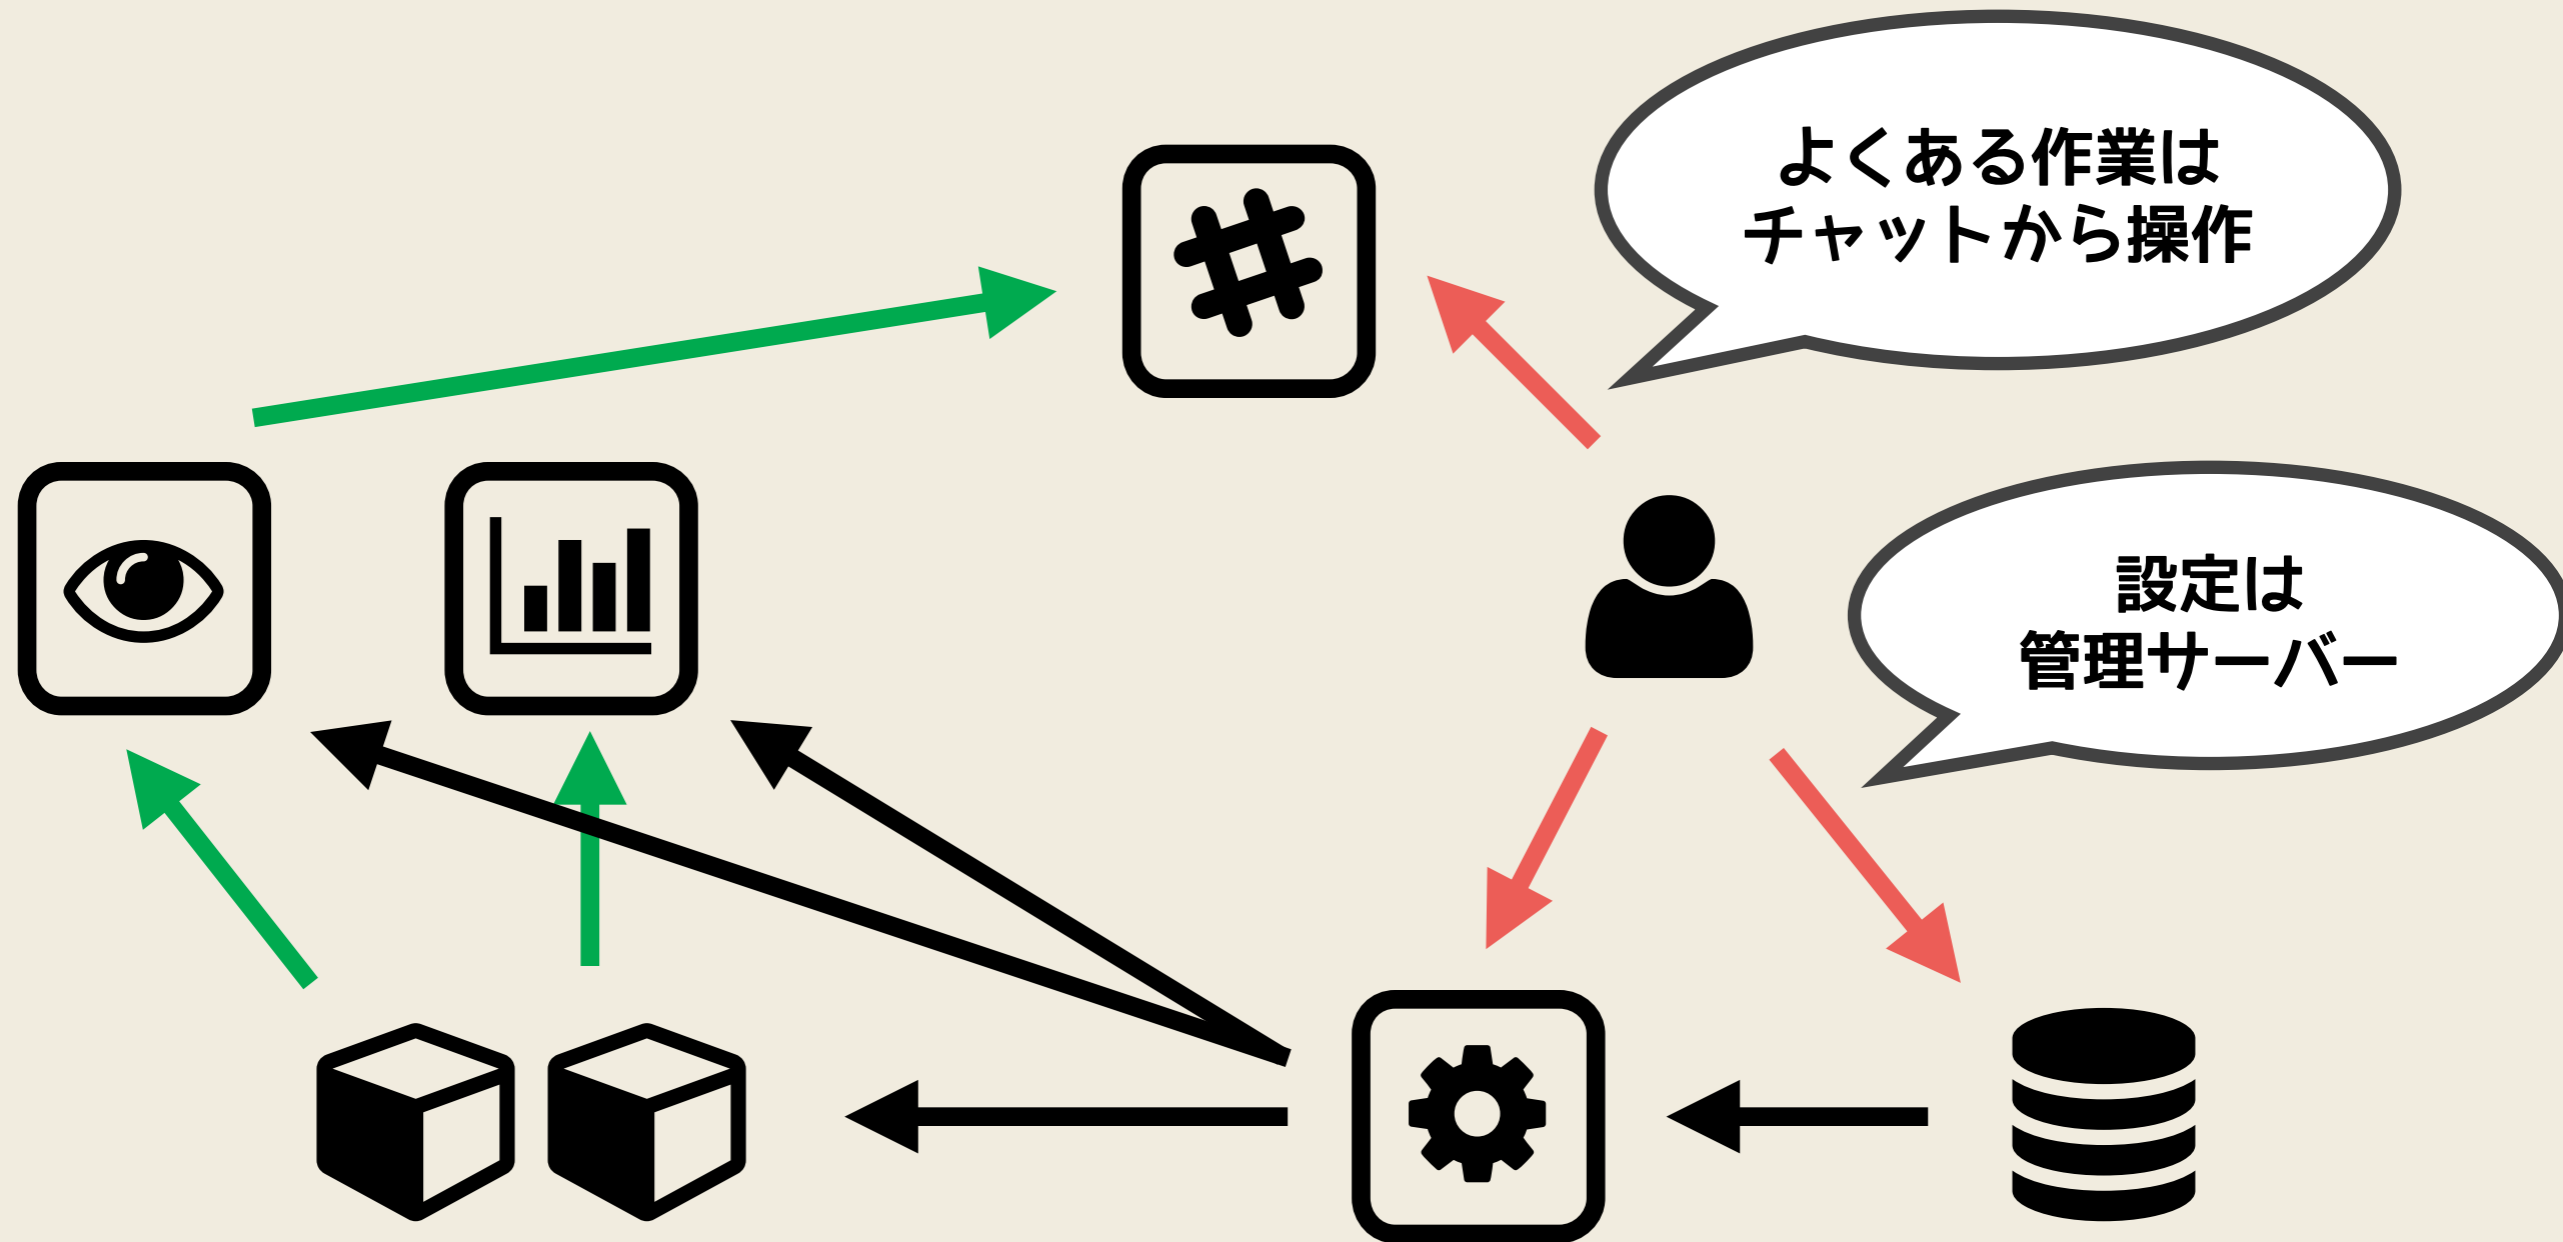 よくある作業は
チャットから操作
設定は
管理サーバー